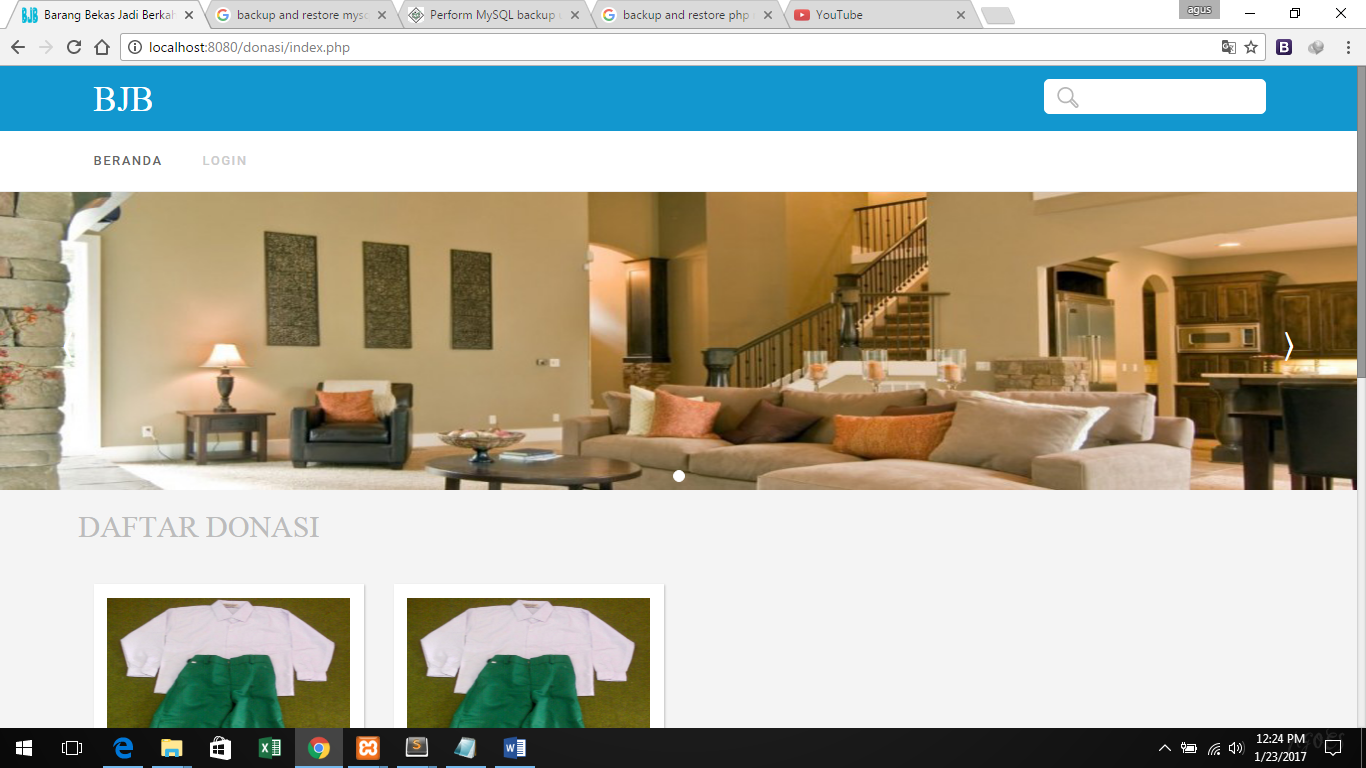 Barang Bekas Jadi Berkah
backup and restore mysq
Perform MySQL backup
backup and restore php
YouTube
agus
localhost:8080/donasi/index.php
BJB
BERANDA
LOGIN
DAFTAR DONASI
12:24 PM
1/23/2017